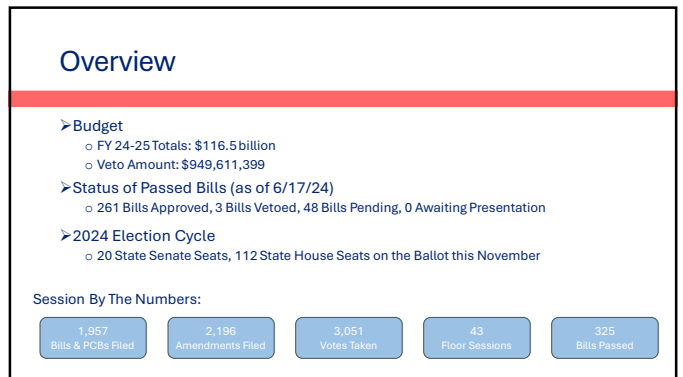 Overview
➢Budget
o FY 24-25 Totals: $116.5 billion
o Veto Amount: $949,611,399
➢Status of Passed Bills (as of 6/17/24)
o 261 Bills Approved, 3 Bills Vetoed, 48 Bills Pending, 0 Awaiting Presentation
➢2024 Election Cycle
o 20 State Senate Seats, 112 State House Seats on the Ballot this November
Session By The Numbers:
1,957
Bills & PCBs Filed
2,196
Amendments Filed
3,051
Votes Taken
43
Floor Sessions
325
Bills Passed